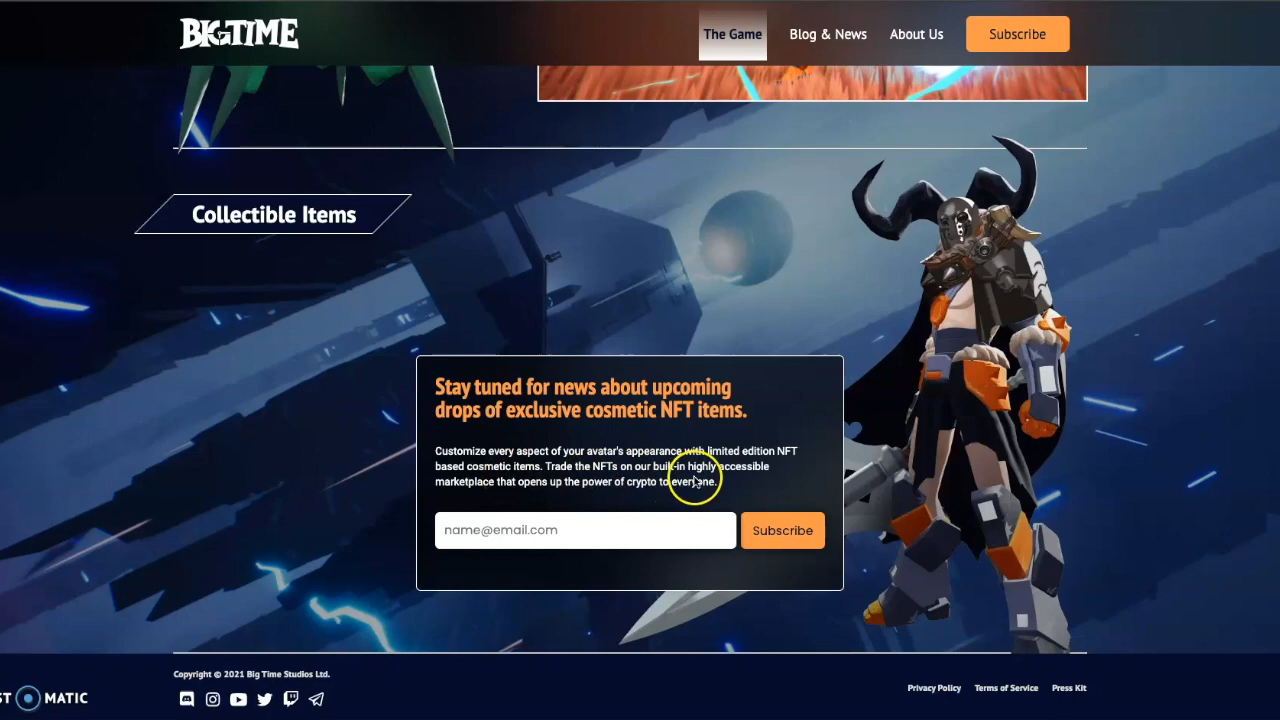 BIGTIME
The Game
Blog & News
About Us
Subscribe
Collectible Items
Stay tuned for news about upcoming
drops of exclusive cosmetic NFT items.
Customize every aspect of your avatar's appearance with limited edition NFT
based cosmetic items. Trade the NFTs on our built-in highly accessible
marketplace that opens up the power of crypto to everyone.
name@email.com
Subscribe
Copyright © 2021 Big Time Studios Ltd.
Privacy Policy
Terms of Service
Press Kit
ST MATIC